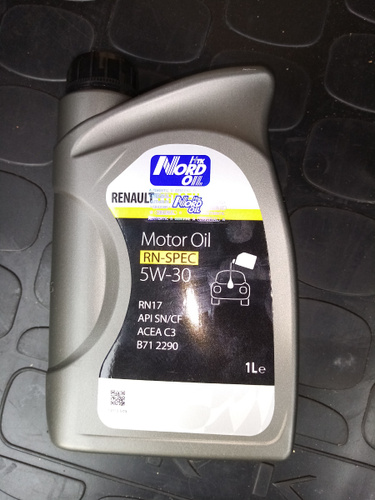 NORD
OIL
RENAULT
NORD
OIL
Motor Oil
RN-SPEC
5W-30
RN17
API SN/CF
ACEA C3
B71 2290
1L e